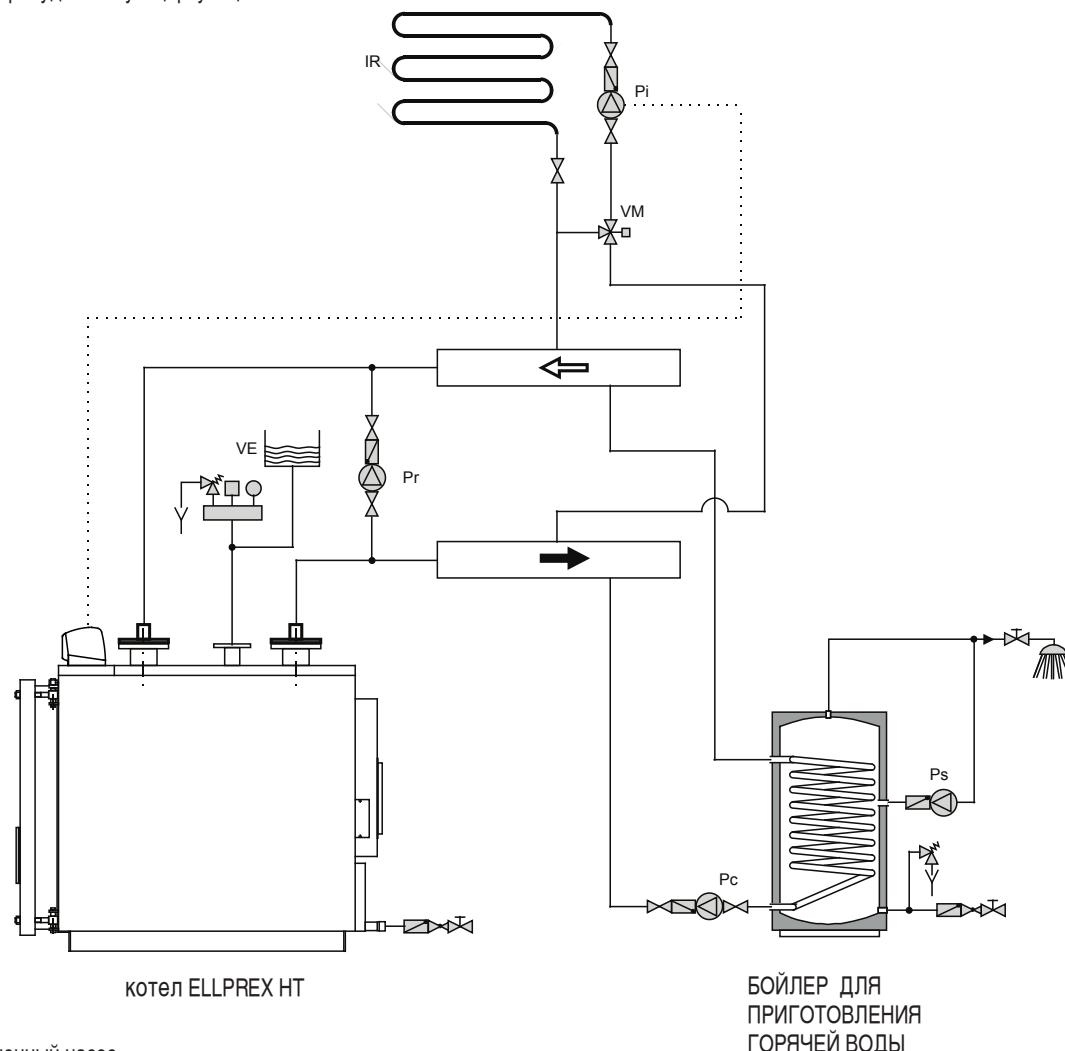 IR
Pi
VM
VE
Pr
Ps
Pc
котел ELLPREX HT
БОЙЛЕР ДЛЯ
ПРИГОТОВЛЕНИЯ
ГОРЯЧЕЙ ВОДЫ